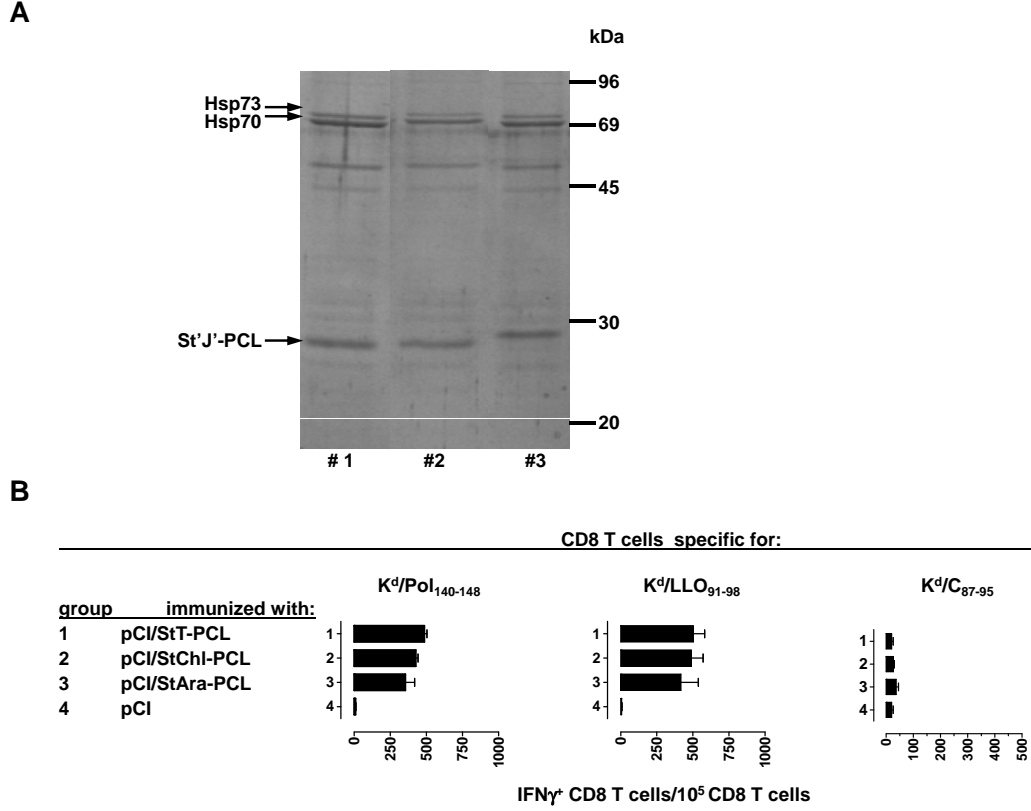 A
kDa
96
Hsp73
Hsp70
69
45
30
St'J'-PCL
20
# 1 #2 #3
B
CD8 T cells specific for:
K^d/Pol_140-148 K^d/LLO_91-98 K^d/C_87-95
group immunized with:
1 pCI/StT-PCL
2 pCI/StChI-PCL
3 pCI/StAra-PCL
4 pCI
1 1 1
2 2 2
3 3 3
4 4 4
0 250 500 750 1000 0 250 500 750 1000 0 100 200 300 400 500
IFNγ+ CD8 T cells/10^5 CD8 T cells